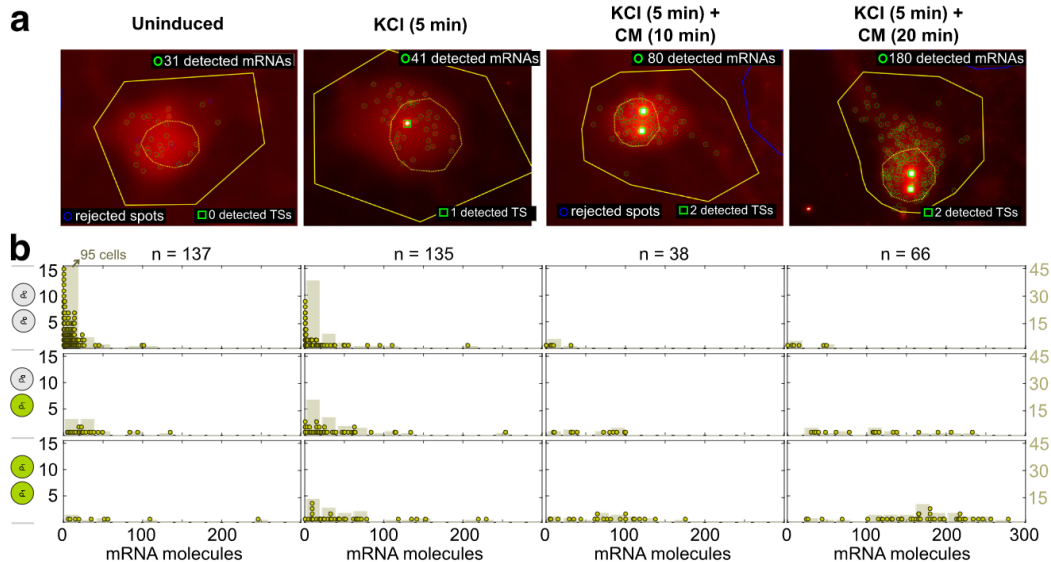 a
Uninduced
KCl (5 min)
KCl (5 min) +
CM (10 min)
KCl (5 min) +
CM (20 min)
31 detected mRNAs
41 detected mRNAs
80 detected mRNAs
180 detected mRNAs
rejected spots
0 detected TSs
1 detected TS
rejected spots
2 detected TSs
2 detected TSs
b
95 cells
n = 137
n = 135
n = 38
n = 66
15
10
5
45
30
15
15
10
5
45
30
15
15
10
5
45
30
15
0
100
200
0
100
200
0
100
200
0
100
200
300
mRNA molecules
mRNA molecules
mRNA molecules
mRNA molecules